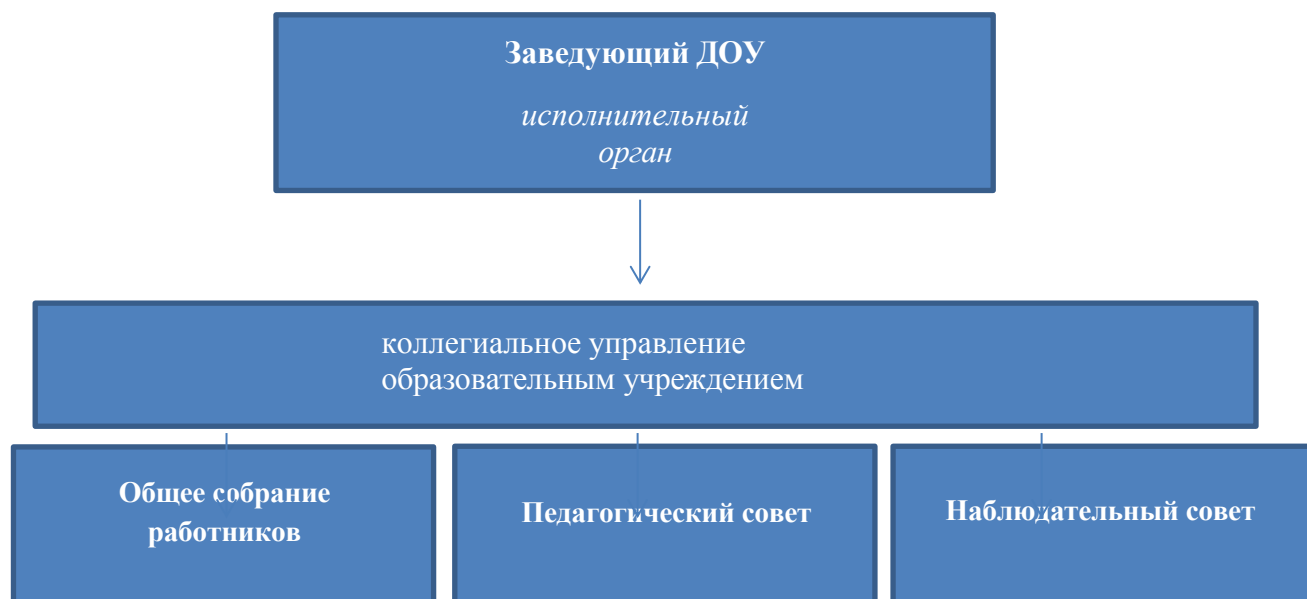 Заведующий ДОУ
исполнительный
орган
коллегиальное управление
образовательным учреждением
Общее собрание
работников
Педагогический совет
Наблюдательный совет